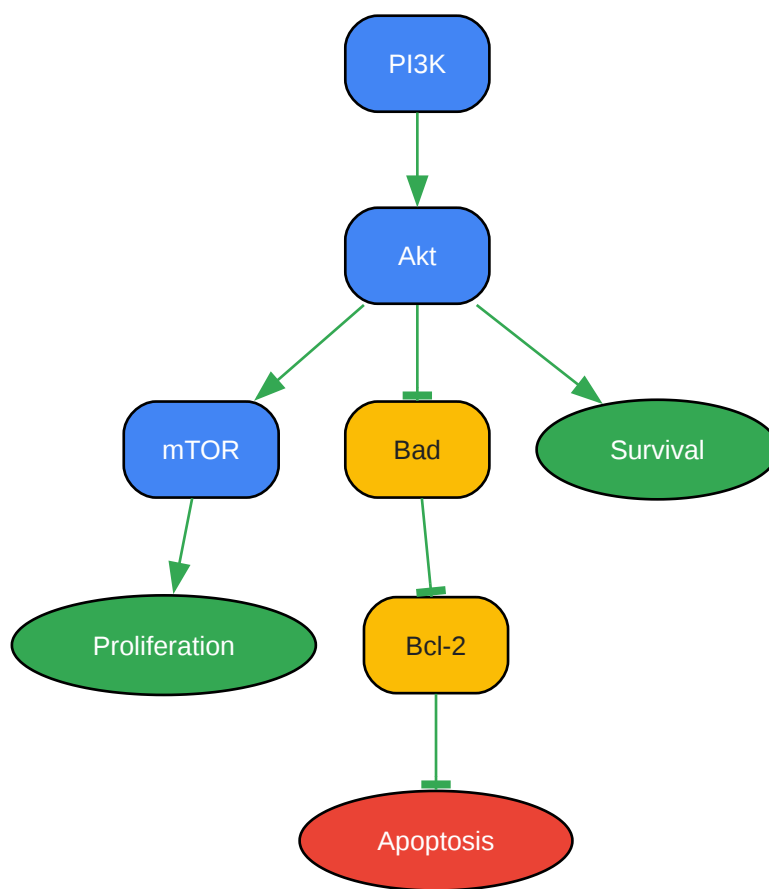 PI3K
Akt
mTOR
Bad
Survival
Proliferation
Bcl-2
Apoptosis